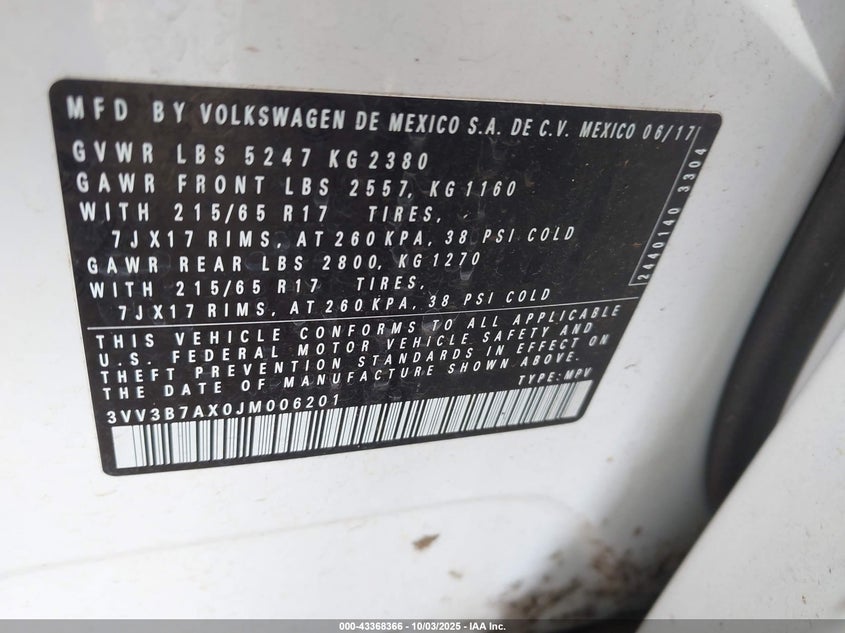 MFD BY VOLKSWAGEN DE MEXICO S.A. DE C.V. MEXICO 06/17
GVWR LBS 5247 KG 2380
GAWR FRONT LBS 2557, KG 1160
WITH 215/65 R17 TIRES,
7JX17 RIMS, AT 260 KPA, 38 PSI COLD
GAWR REAR LBS 2800, KG 1270
WITH 215/65 R17 TIRES,
7JX17 RIMS, AT 260 KPA, 38 PSI COLD
2440140 3304
THIS VEHICLE CONFORMS TO ALL APPLICABLE
U.S. FEDERAL MOTOR VEHICLE SAFETY AND
THEFT PREVENTION STANDARDS IN EFFECT ON
THE DATE OF MANUFACTURE SHOWN ABOVE.
TYPE: MPV
3VV3B7AX0JM006201
000-43368366 - 10/03/2025 - IAA Inc.